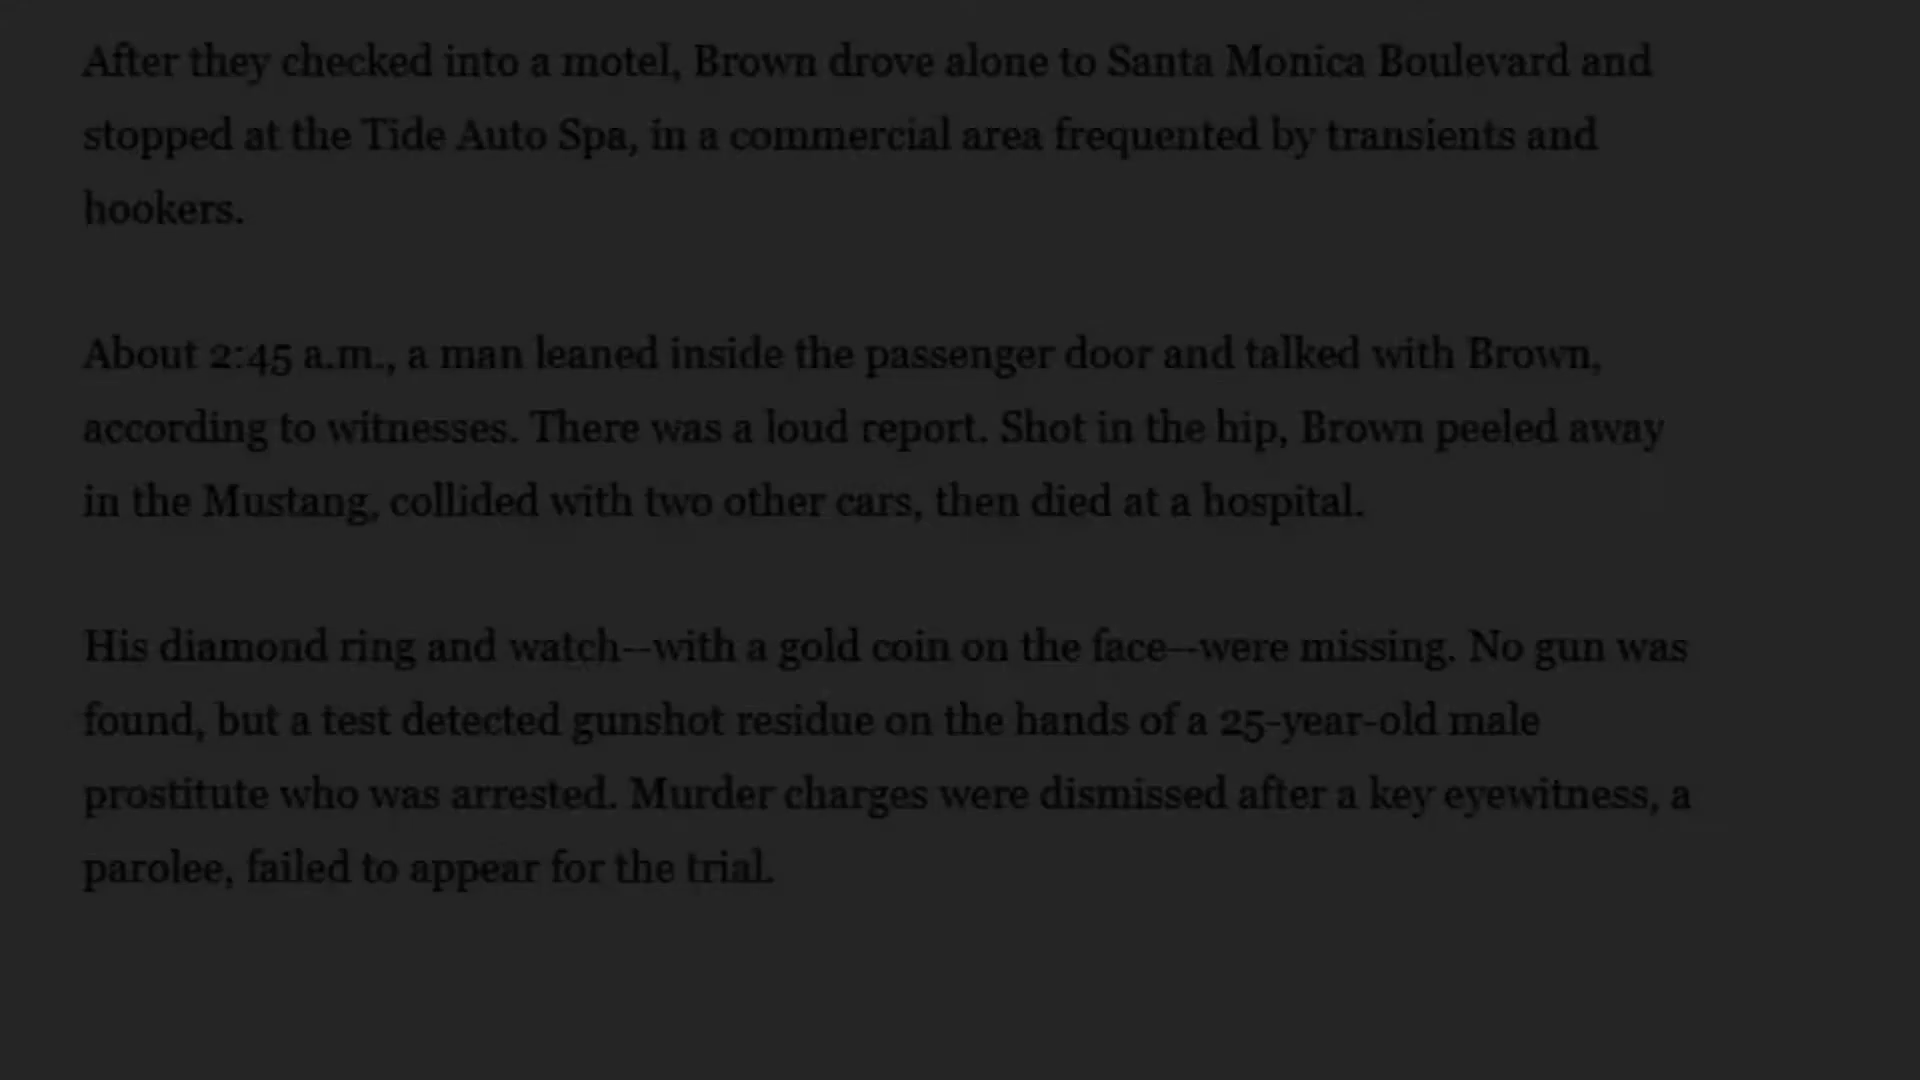 After they checked into a motel, Brown drove alone to Santa Monica Boulevard and
stopped at the Tide Auto Spa, in a commercial area frequented by transients and
hookers.
About 2:45 a.m., a man leaned inside the passenger door and talked with Brown,
according to witnesses. There was a loud report. Shot in the hip, Brown peeled away
in the Mustang, collided with two other cars, then died at a hospital.
His diamond ring and watch--with a gold coin on the face--were missing. No gun was
found, but a test detected gunshot residue on the hands of a 25-year-old male
prostitute who was arrested. Murder charges were dismissed after a key eyewitness, a
parolee, failed to appear for the trial.